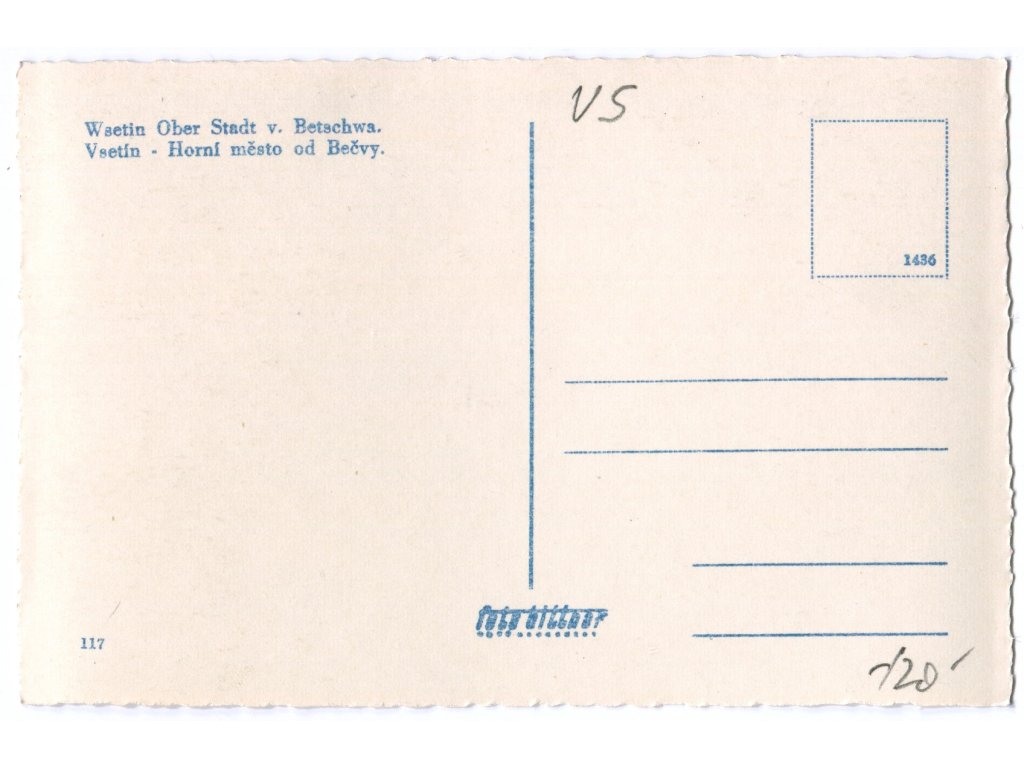 Wsetin Ober Stadt v. Betschwa.
Vsetín - Horní město od Bečvy.
VS
1436
foto bittner
117
120